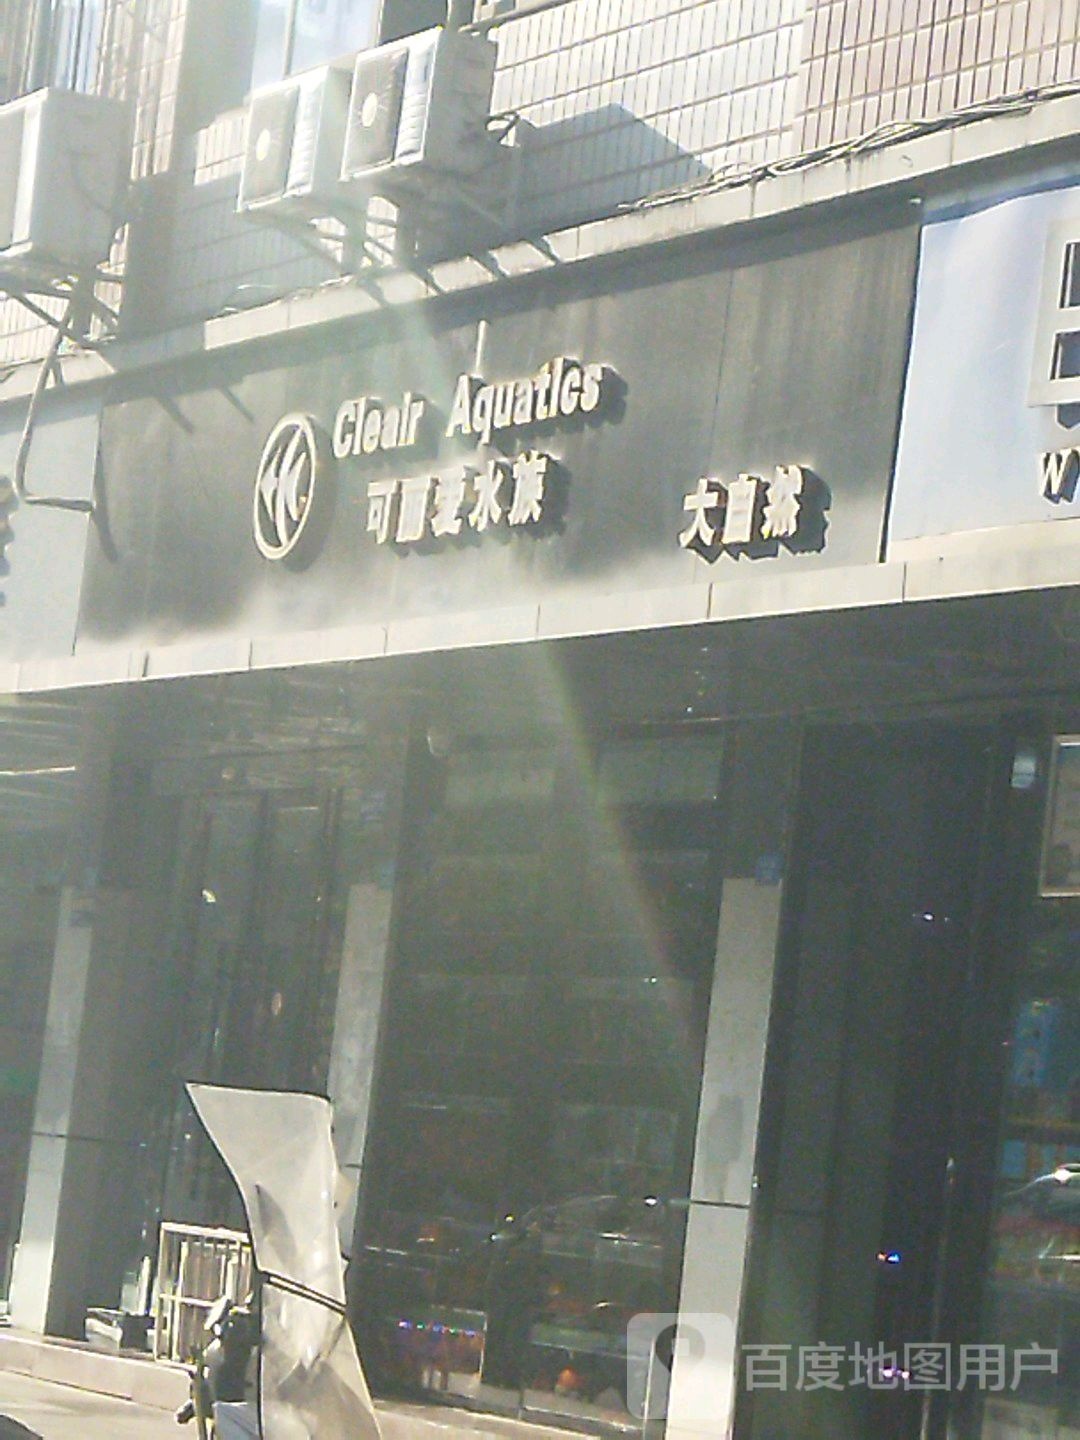 Cleair Aquatics
可丽爱水族
大自然
百度地图用户